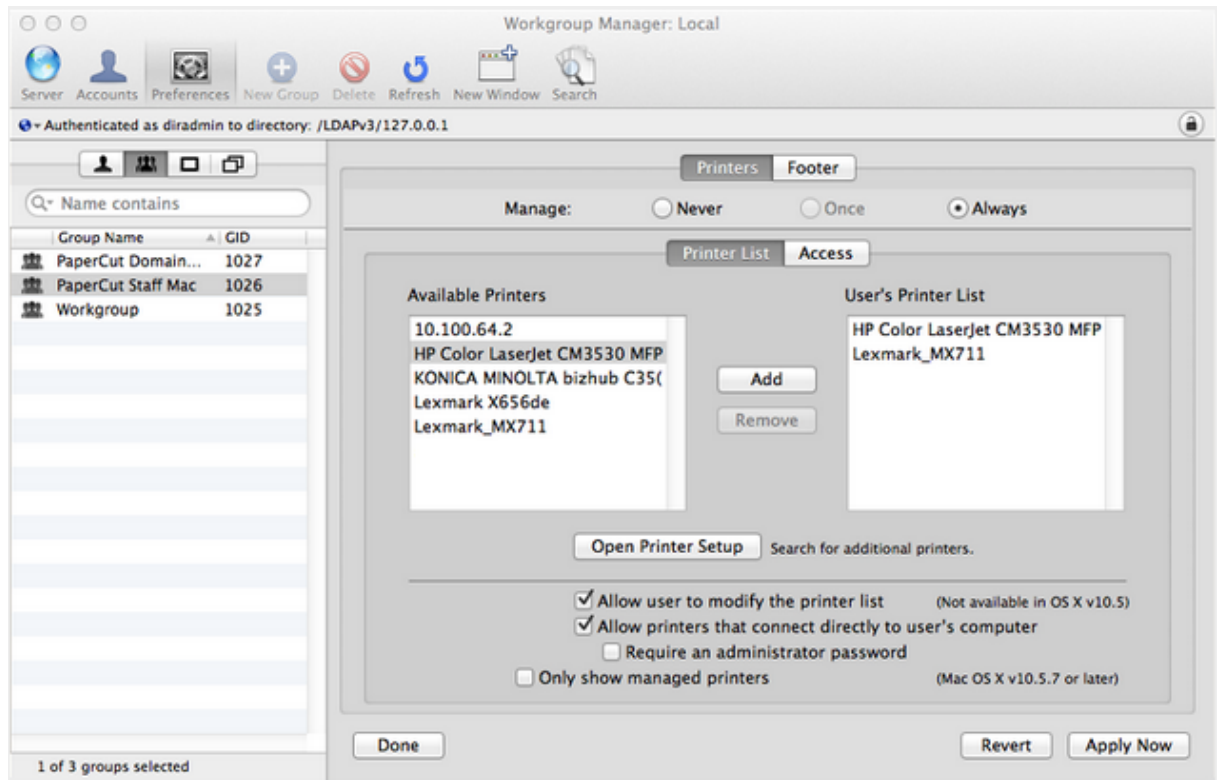 Workgroup Manager: Local
Server Accounts Preferences New Group Delete Refresh New Window Search
Authenticated as diradmin to directory: /LDAPv3/127.0.0.1
Name contains
Group Name GID
PaperCut Domain... 1027
PaperCut Staff Mac 1026
Workgroup 1025
1 of 3 groups selected
Printers Footer
Manage: Never Once Always
Printer List Access
Available Printers
10.100.64.2
HP Color LaserJet CM3530 MFP
KONICA MINOLTA bizhub C35(
Lexmark X656de
Lexmark_MX711
Add
Remove
User's Printer List
HP Color LaserJet CM3530 MFP
Lexmark_MX711
Open Printer Setup Search for additional printers.
Allow user to modify the printer list (Not available in OS X v10.5)
Allow printers that connect directly to user's computer
Require an administrator password
Only show managed printers (Mac OS X v10.5.7 or later)
Done Revert Apply Now